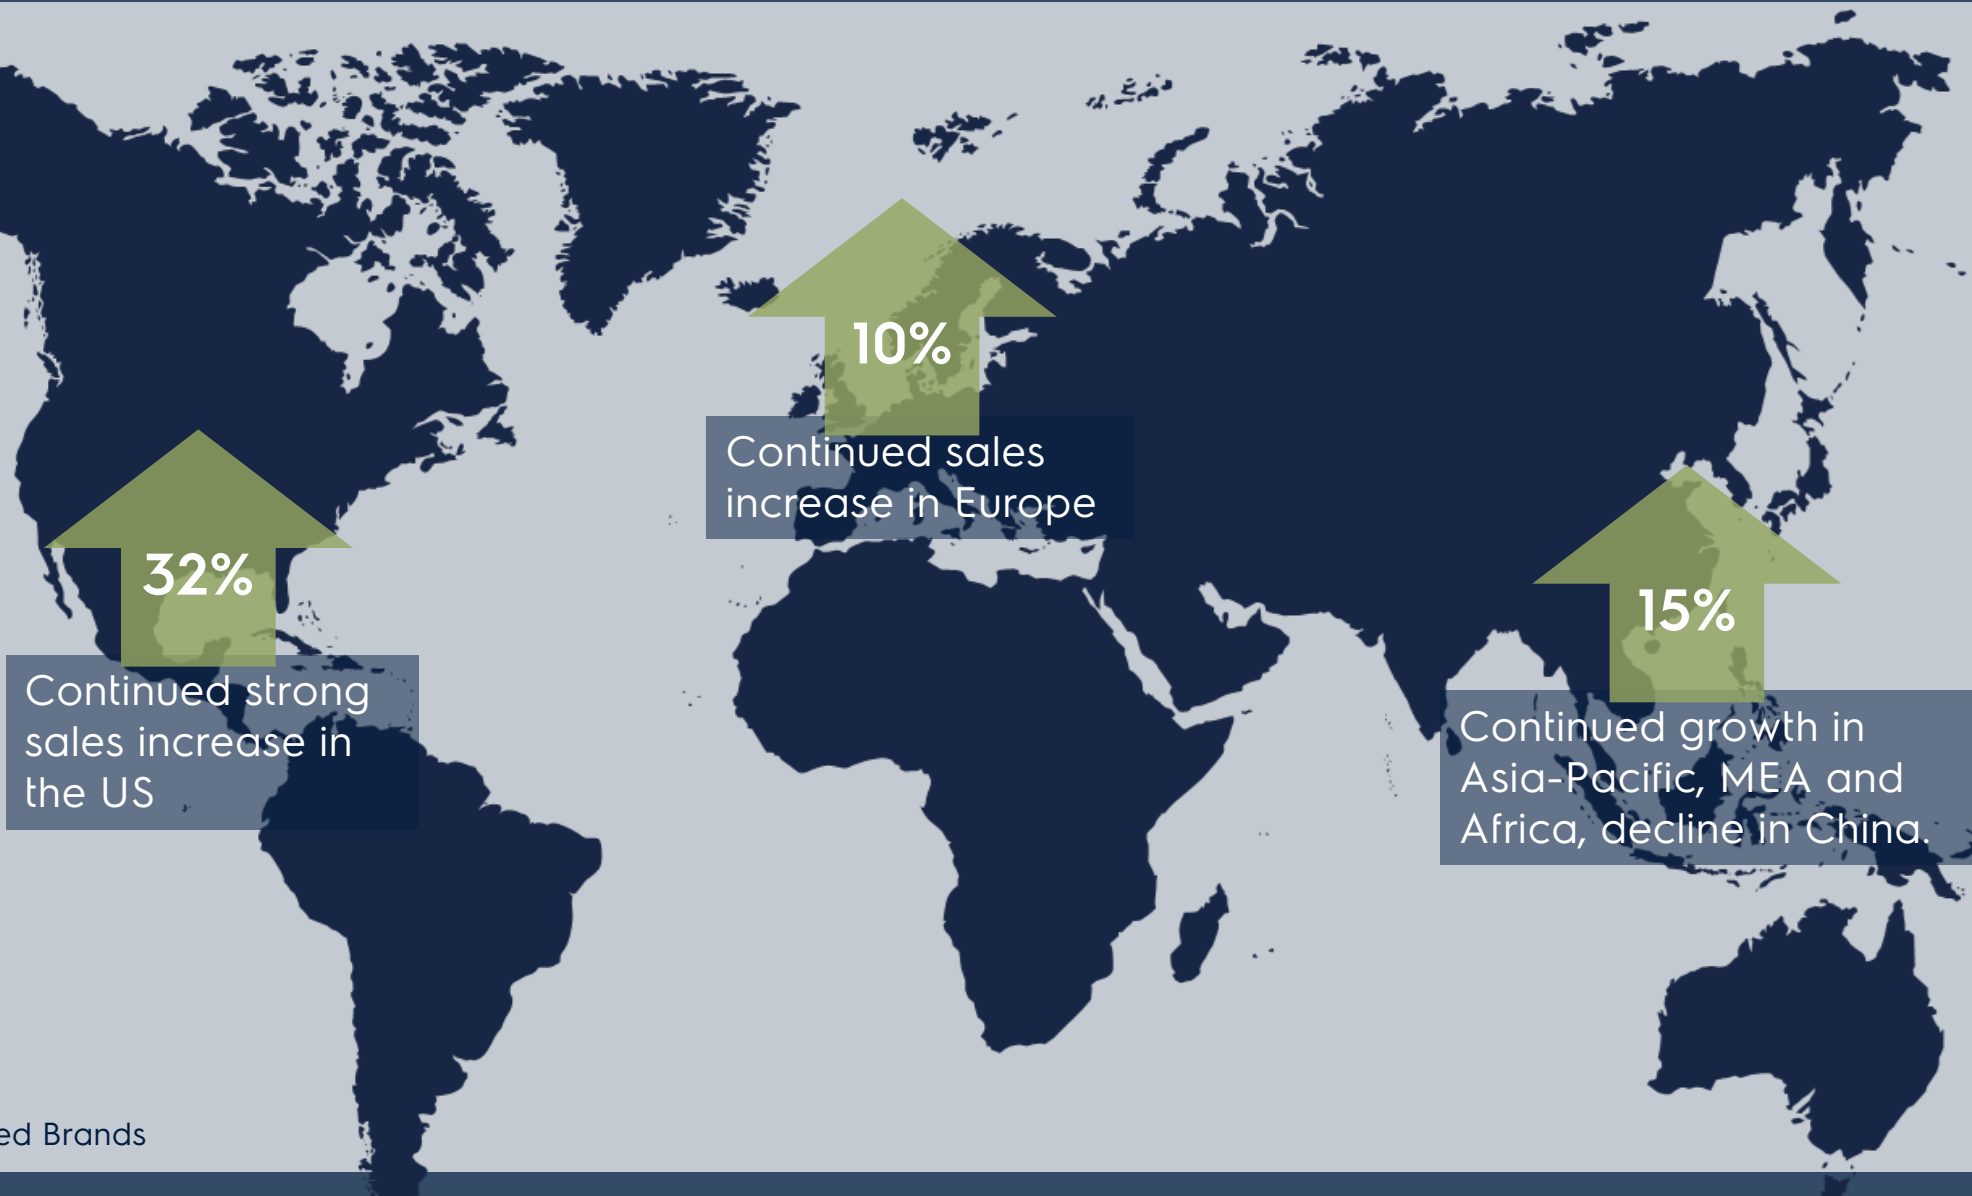 10%
Continued sales
increase in Europe
32%
Continued strong
sales increase in
the US
15%
Continued growth in
Asia-Pacific, MEA and
Africa, decline in China.
ed Brands